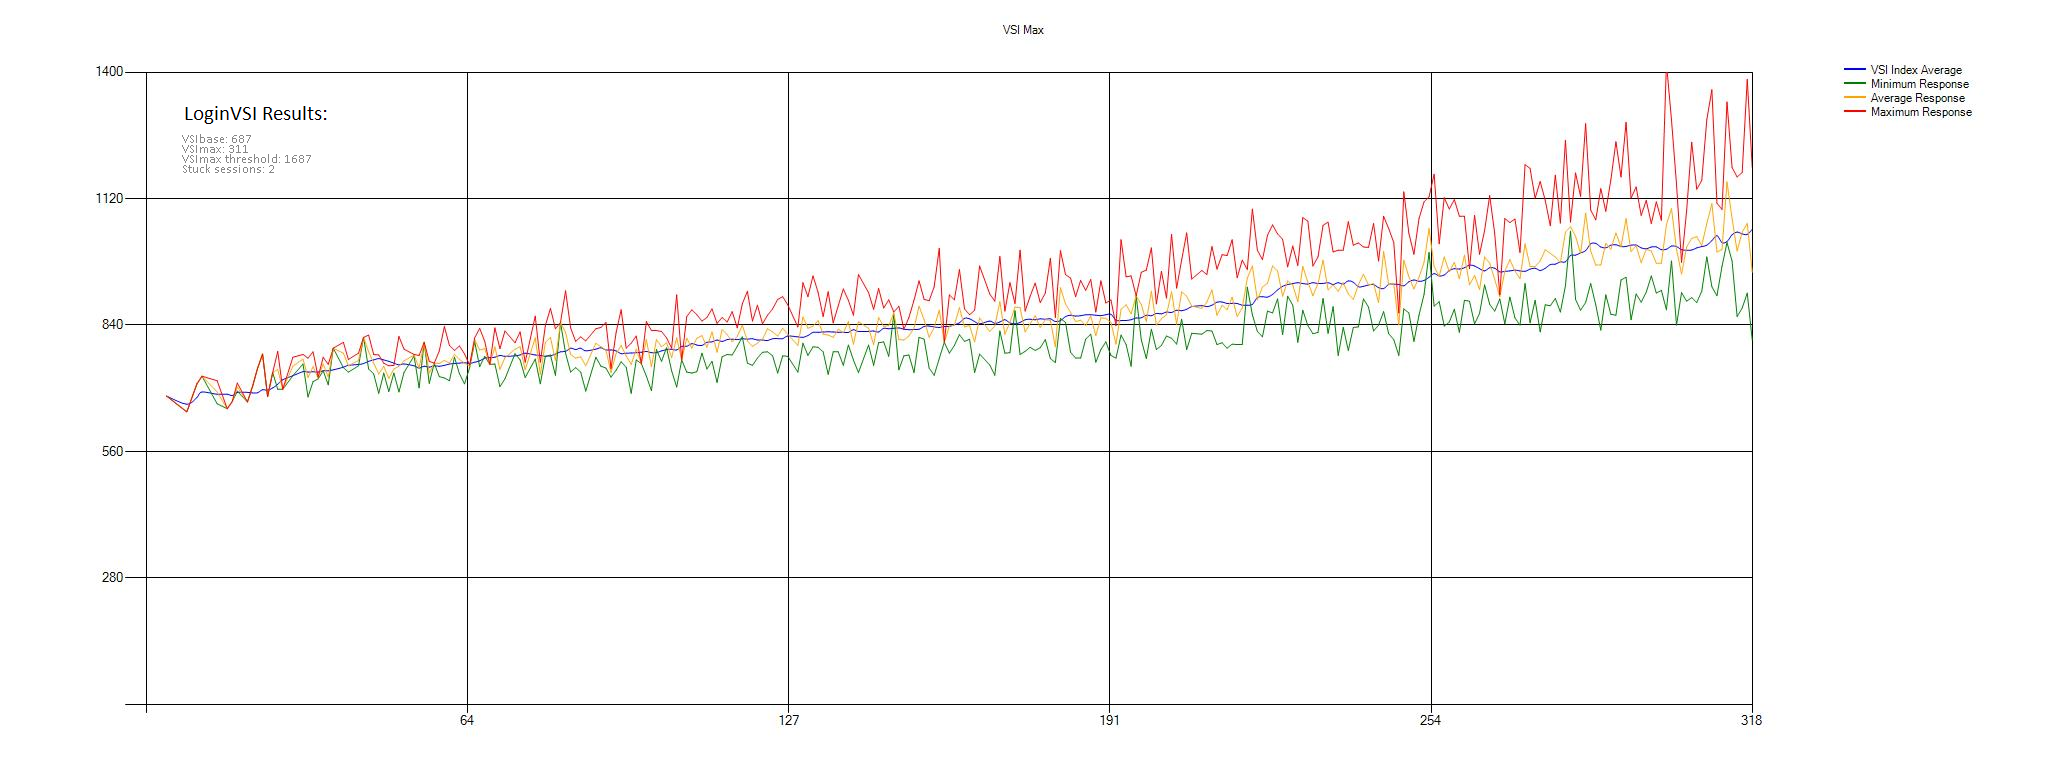 VSI Max
1400
1120
840
560
280
LoginVSI Results:
VSIbase: 687
VSImax: 311
VSImax threshold: 1687
Stuck sessions: 2
64
127
191
254
318
VSI Index Average
Minimum Response
Average Response
Maximum Response